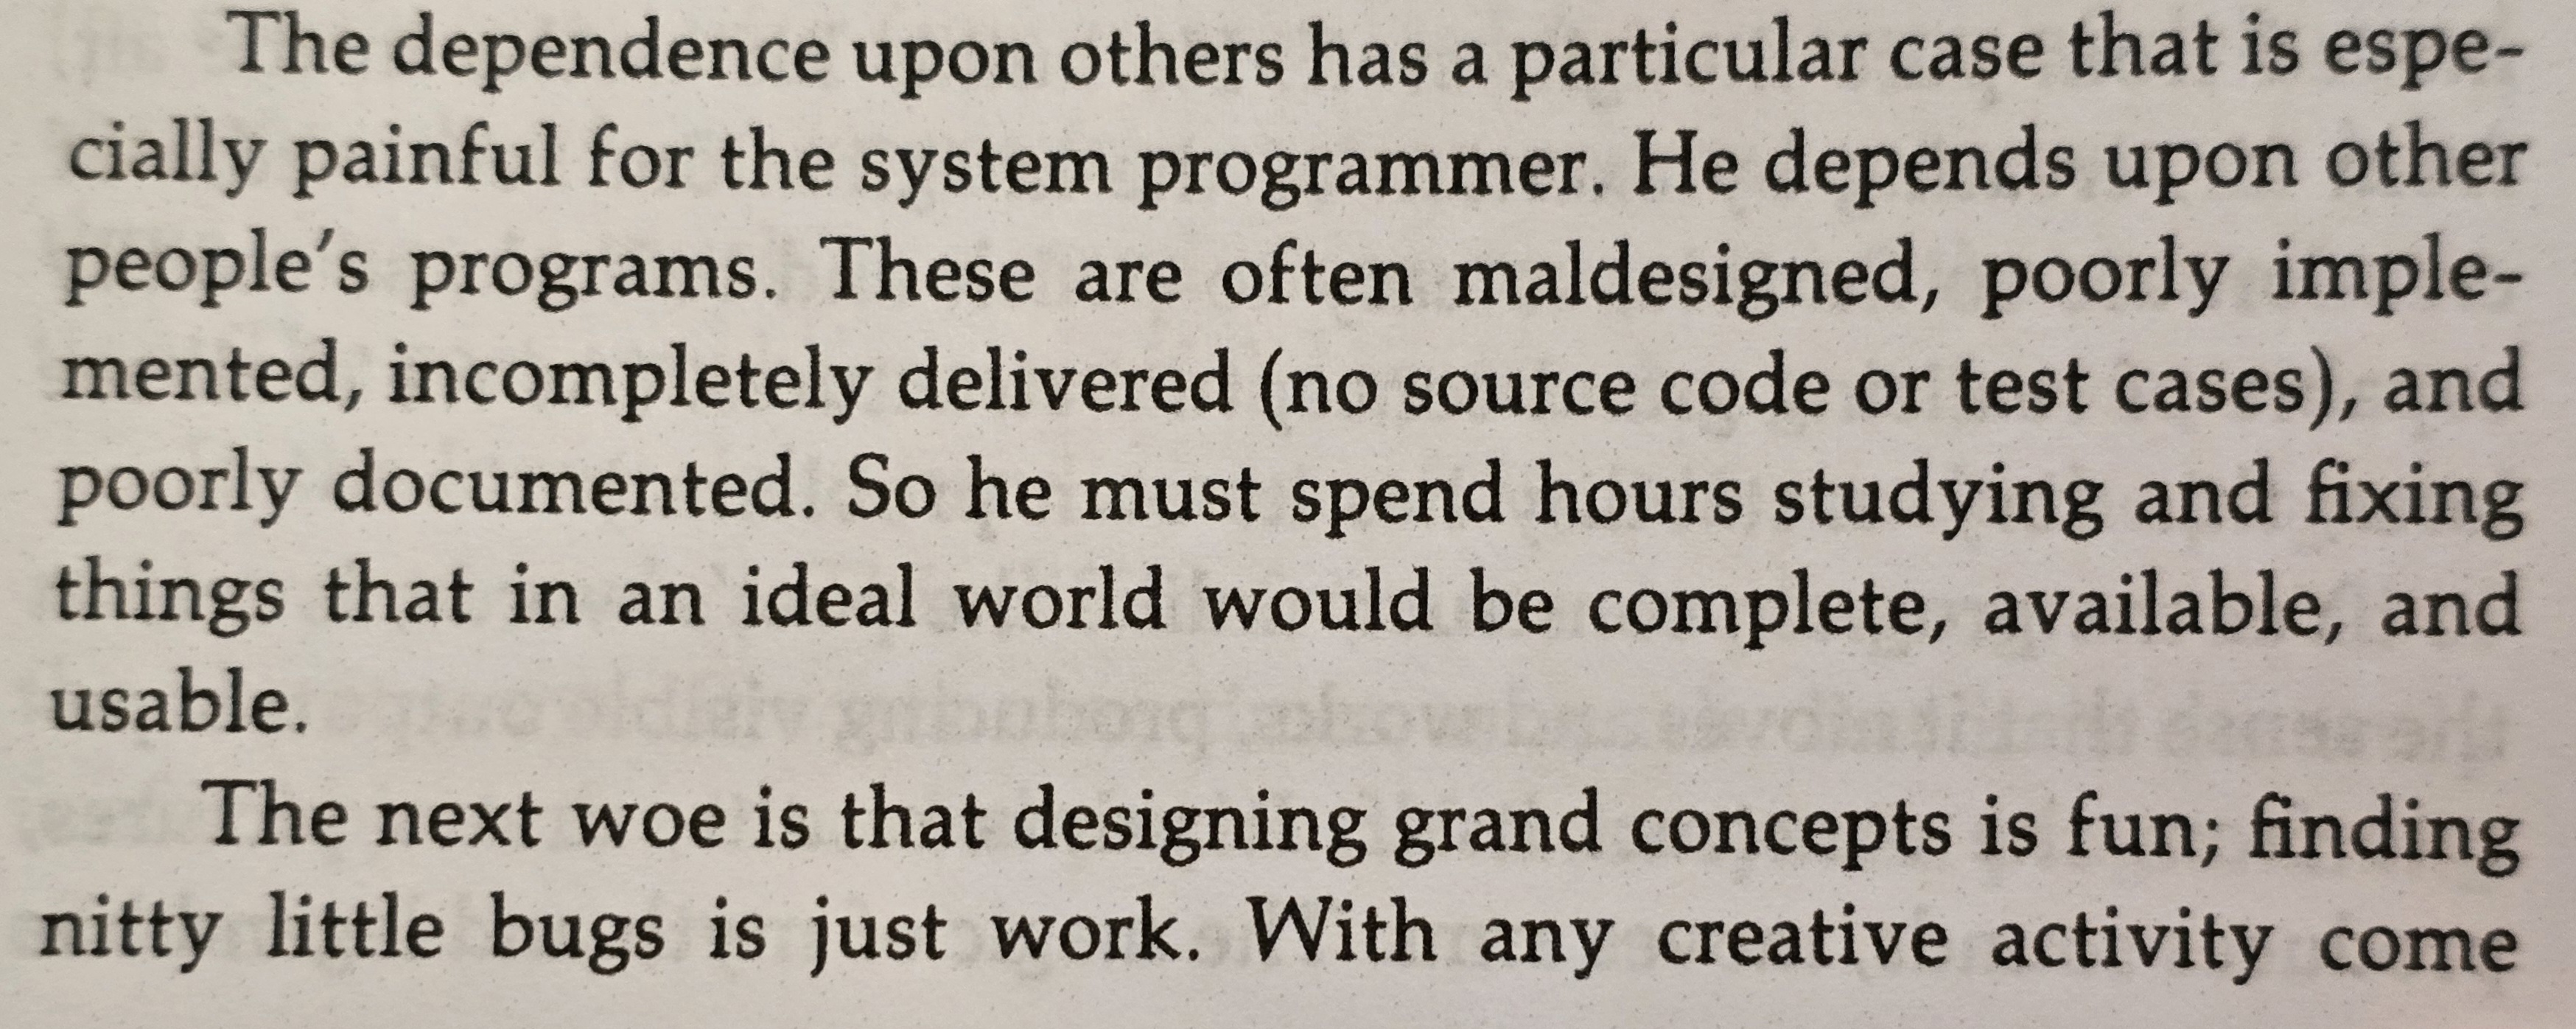 The dependence upon others has a particular case that is espe-
cially painful for the system programmer. He depends upon other
people's programs. These are often maldesigned, poorly imple-
mented, incompletely delivered (no source code or test cases), and
poorly documented. So he must spend hours studying and fixing
things that in an ideal world would be complete, available, and
usable.
The next woe is that designing grand concepts is fun; finding
nitty little bugs is just work. With any creative activity come